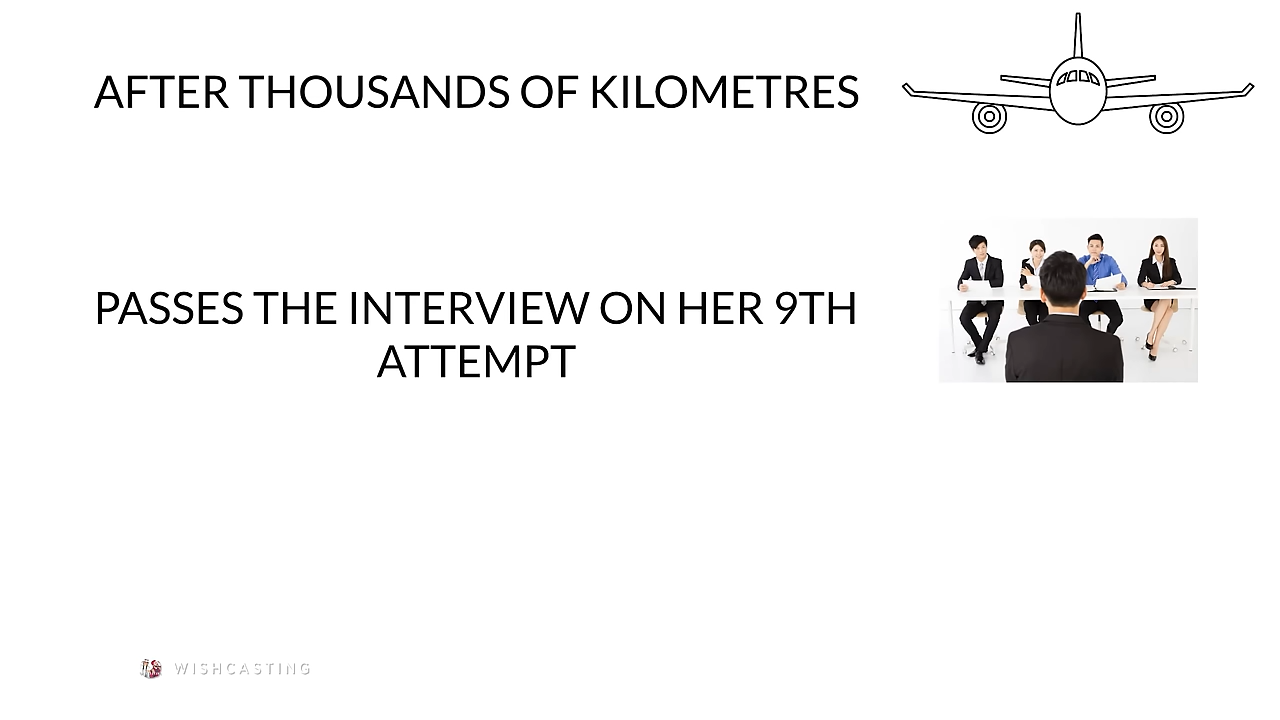 AFTER THOUSANDS OF KILOMETRES
PASSES THE INTERVIEW ON HER 9TH
ATTEMPT
WISHCASTING